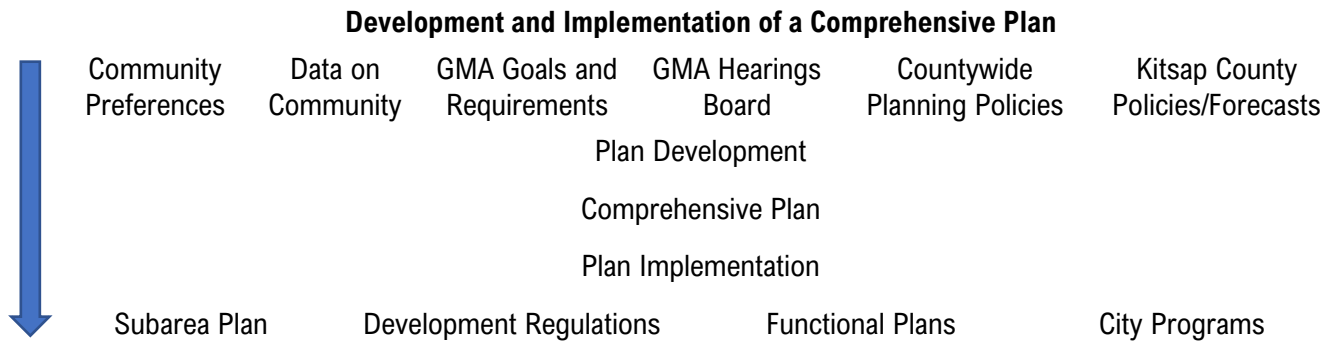 Development and Implementation of a Comprehensive Plan
Community Data on GMA Goals and GMA Hearings Countywide Kitsap County
Preferences Community Requirements Board Planning Policies Policies/Forecasts
Plan Development
Comprehensive Plan
Plan Implementation
Subarea Plan Development Regulations Functional Plans City Programs